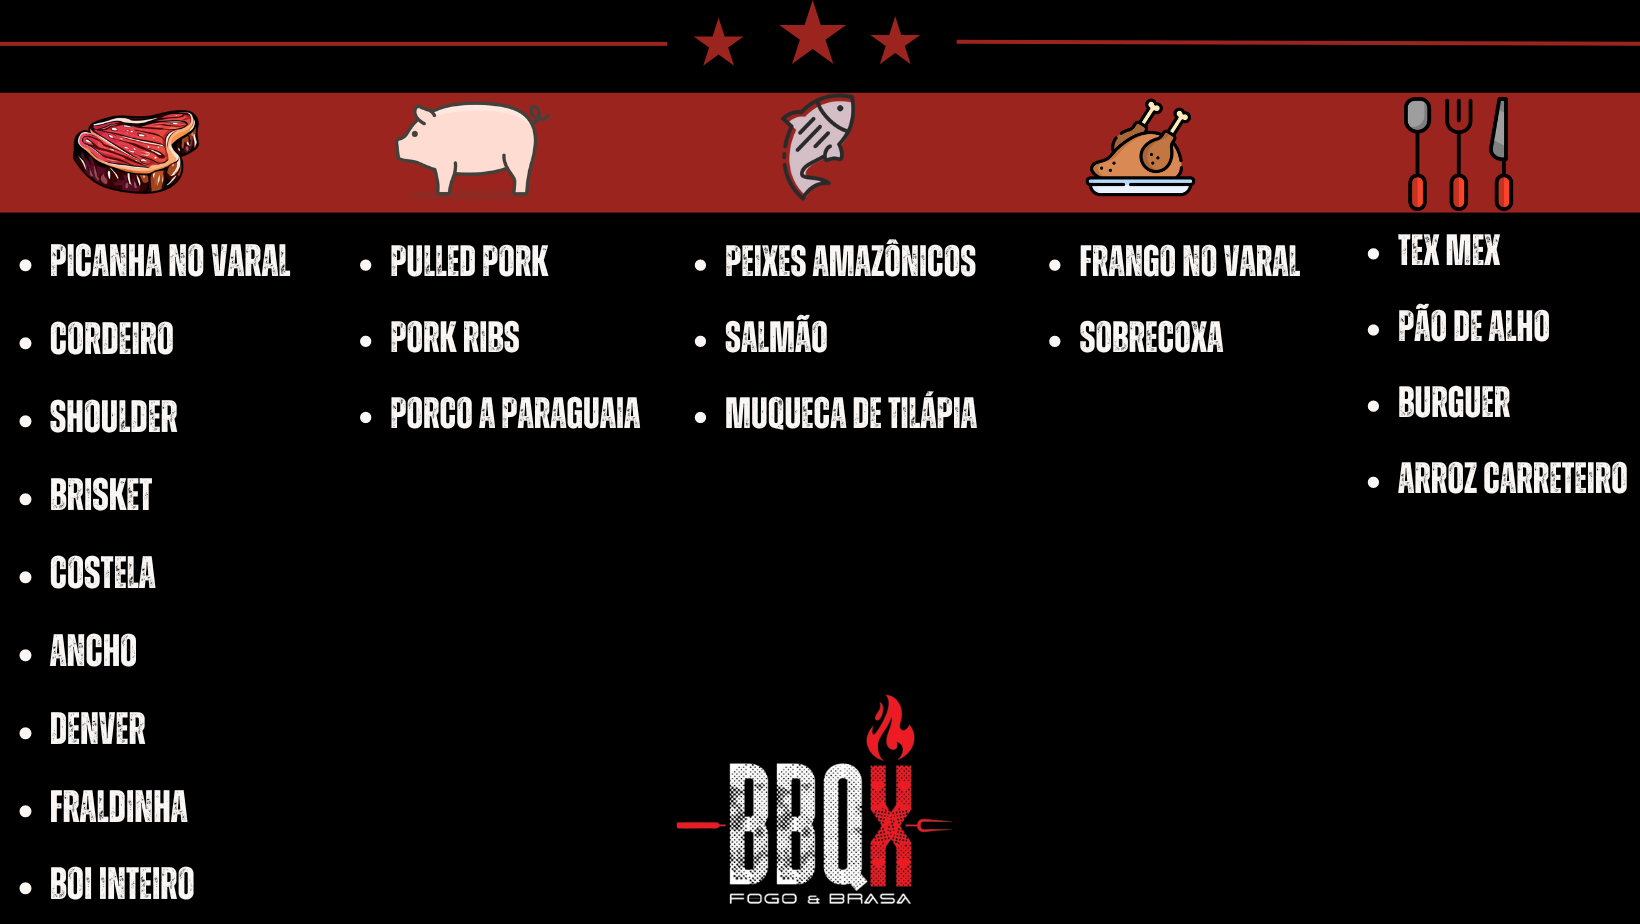 PICANHA NO VARAL
CORDEIRO
SHOULDER
BRISKET
COSTELA
ANCHO
DENVER
FRALDINHA
BOI INTEIRO
PULLED PORK
PORK RIBS
PORCO A PARAGUAIA
PEIXES AMAZÔNICOS
SALMÃO
MUQUECA DE TILÁPIA
FRANGO NO VARAL
SOBRECOXA
TEX MEX
PÃO DE ALHO
BURGUER
ARROZ CARRETEIRO
BBQX
FOGO & BRASA